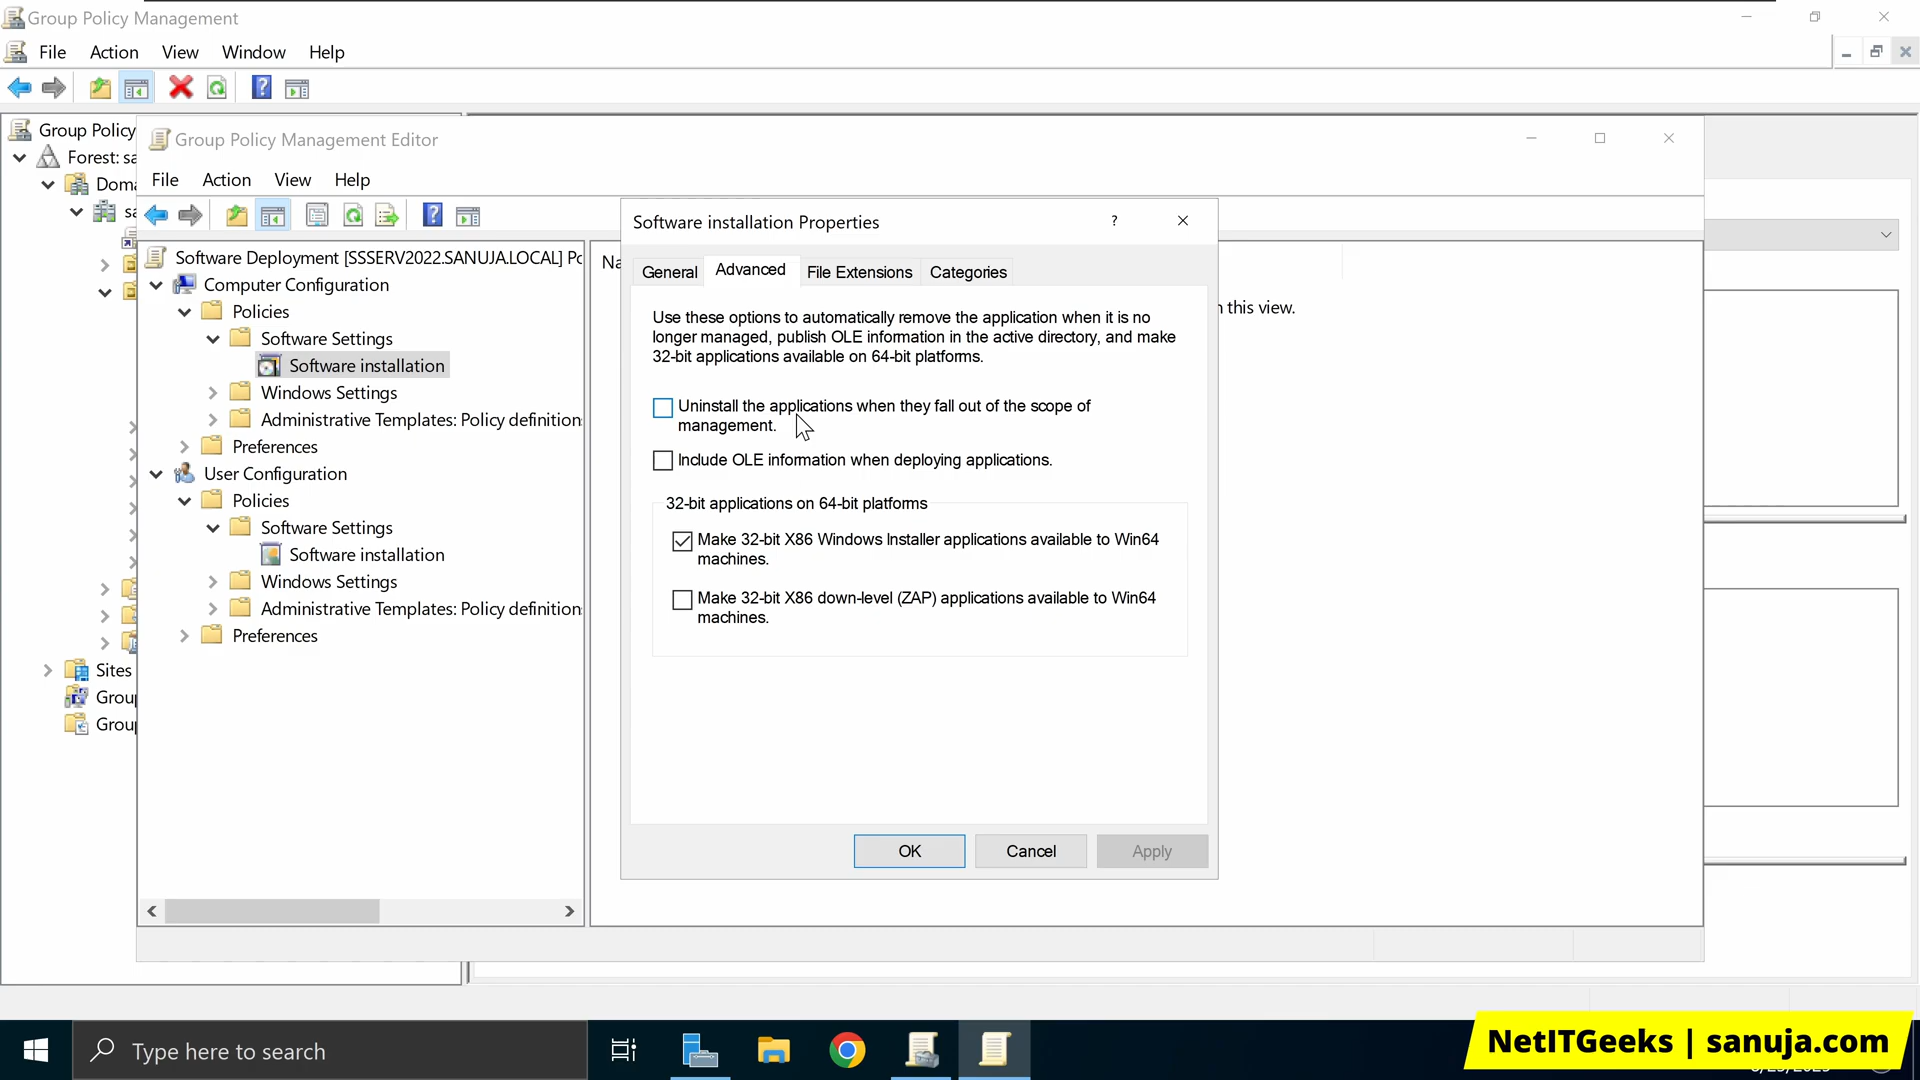 Group Policy Management
File Action View Window Help
Group Policy
Forest: sa
Doma
sa
Sites
Group
Group
Group Policy Management Editor
File Action View Help
Software Deployment [SSSERV2022.SANUJA.LOCAL] Pc
Computer Configuration
Policies
Software Settings
Software installation
Windows Settings
Administrative Templates: Policy definition
Preferences
User Configuration
Policies
Software Settings
Software installation
Windows Settings
Administrative Templates: Policy definition
Preferences
Na
n this view.
Software installation Properties
?
General Advanced File Extensions Categories
Use these options to automatically remove the application when it is no
longer managed, publish OLE information in the active directory, and make
32-bit applications available on 64-bit platforms.
Uninstall the applications when they fall out of the scope of
management.
Include OLE information when deploying applications.
32-bit applications on 64-bit platforms
Make 32-bit X86 Windows Installer applications available to Win64
machines.
Make 32-bit X86 down-level (ZAP) applications available to Win64
machines.
OK Cancel Apply
Type here to search
NetITGeeks | sanuja.com